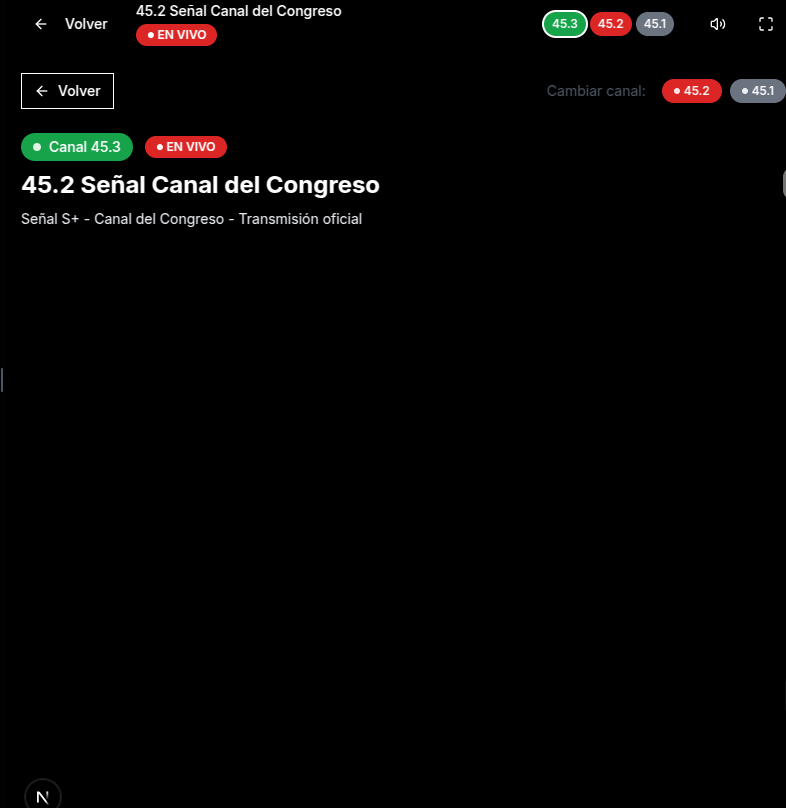 Volver
45.2 Señal Canal del Congreso
EN VIVO
45.3 45.2 45.1
Volver
Cambiar canal: 45.2 45.1
Canal 45.3 EN VIVO
45.2 Señal Canal del Congreso
Señal S+ - Canal del Congreso - Transmisión oficial
N